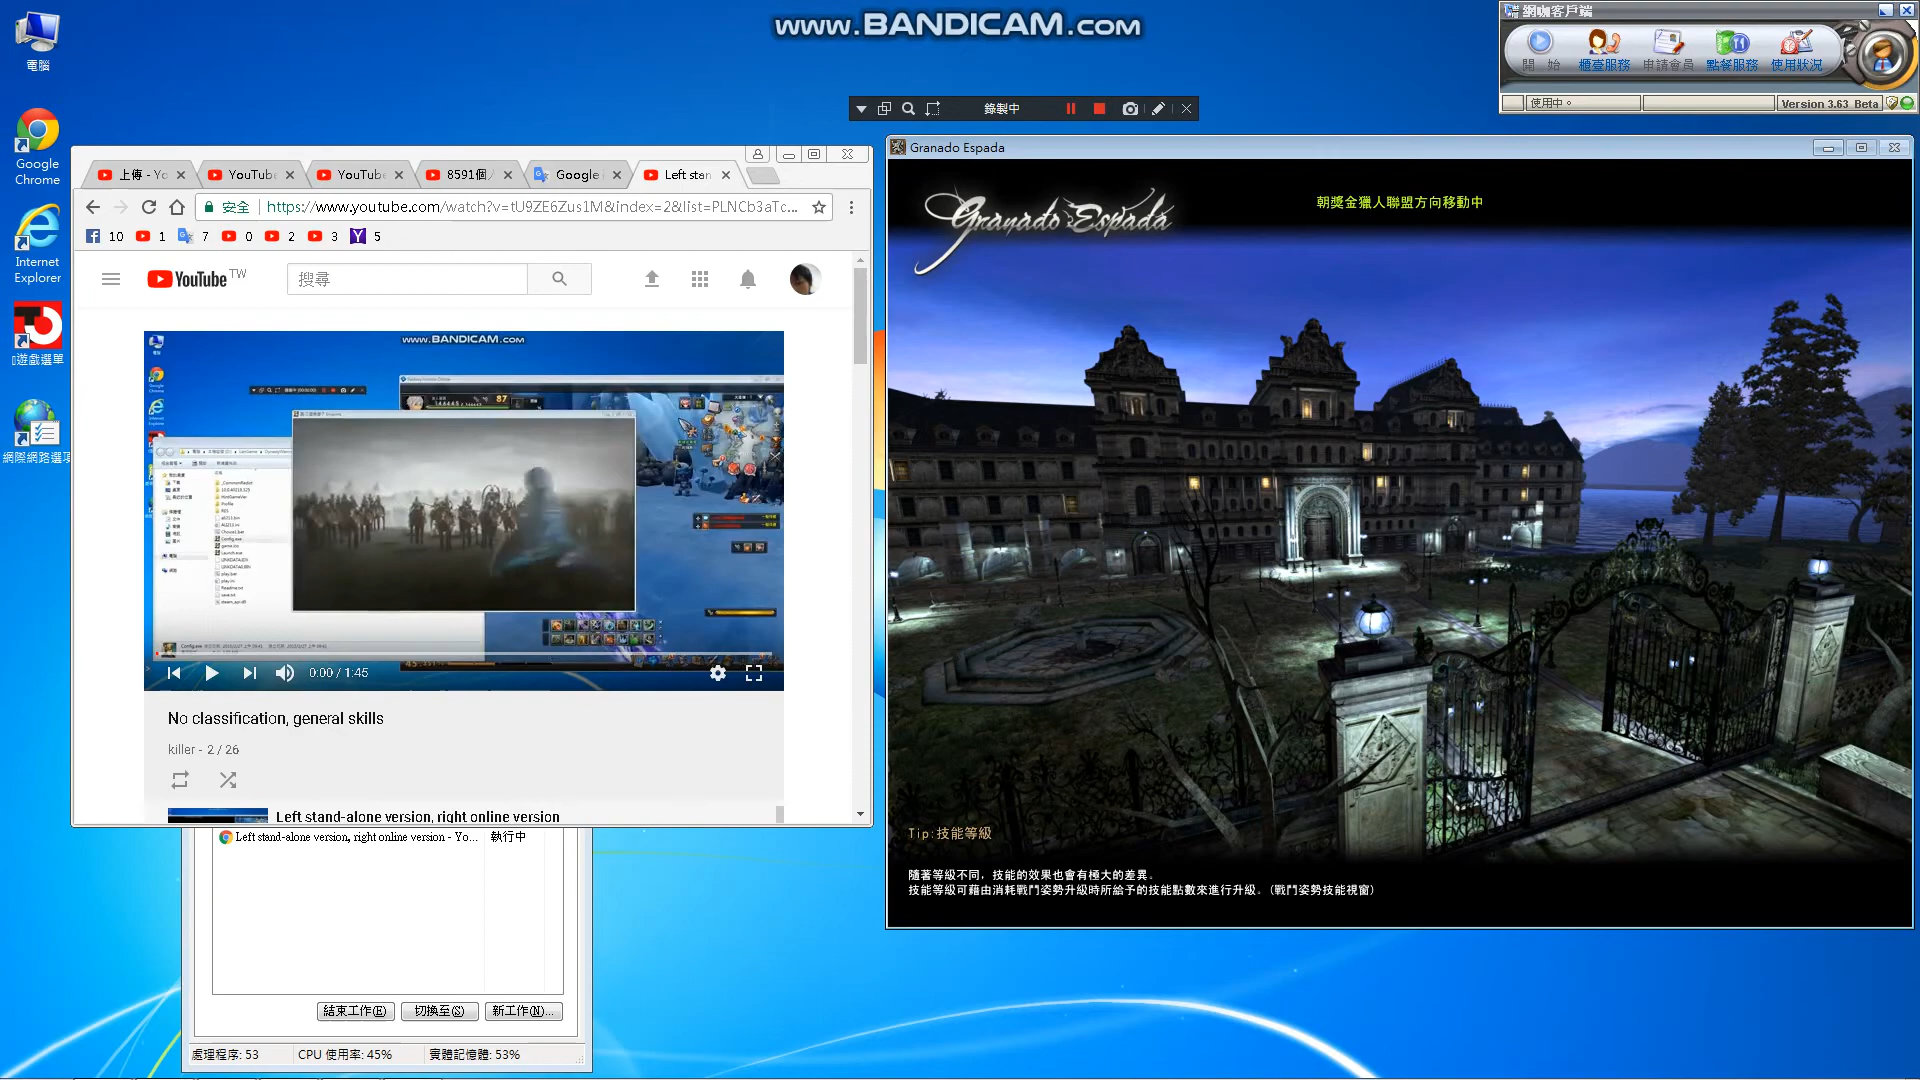 www.BANDICAM.com
電腦
Google Chrome
Internet Explorer
遊戲選單
網際網路選項
網咖客戶端
開 始
櫃臺服務
申請會員
點餐服務
使用狀況
使用中。
Version 3.63 Beta
錄製中
上傳 - Yo
YouTube
YouTube
8591個人
Google
Left stan
安全
https://www.youtube.com/watch?v=tU9ZE6Zus1M&index=2&list=PLNCb3aTc...
10
1
7
0
2
3
5
YouTube TW
搜尋
www.BANDICAM.com
87
0:00 / 1:45
No classification, general skills
killer - 2 / 26
Left stand-alone version, right online version
Left stand-alone version, right online version - Yo...
執行中
結束工作(E)
切換至(S)
新工作(N)...
處理程序: 53
CPU 使用率: 45%
實體記憶體: 53%
Granado Espada
Granado Espada
朝獎金獵人聯盟方向移動中
Tip:技能等級
隨著等級不同，技能的效果也會有極大的差異。
技能等級可藉由消耗戰鬥姿勢升級時所給予的技能點數來進行升級。(戰鬥姿勢技能視窗)